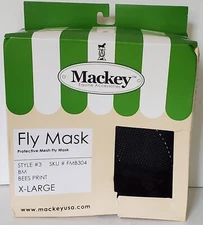 Mackey
Equine Accessories
Fly Mask
Protective Mesh Fly Mask
STYLE #3 SKU # FMB304
BM
BEES PRINT
X-LARGE
www.mackeyusa.com